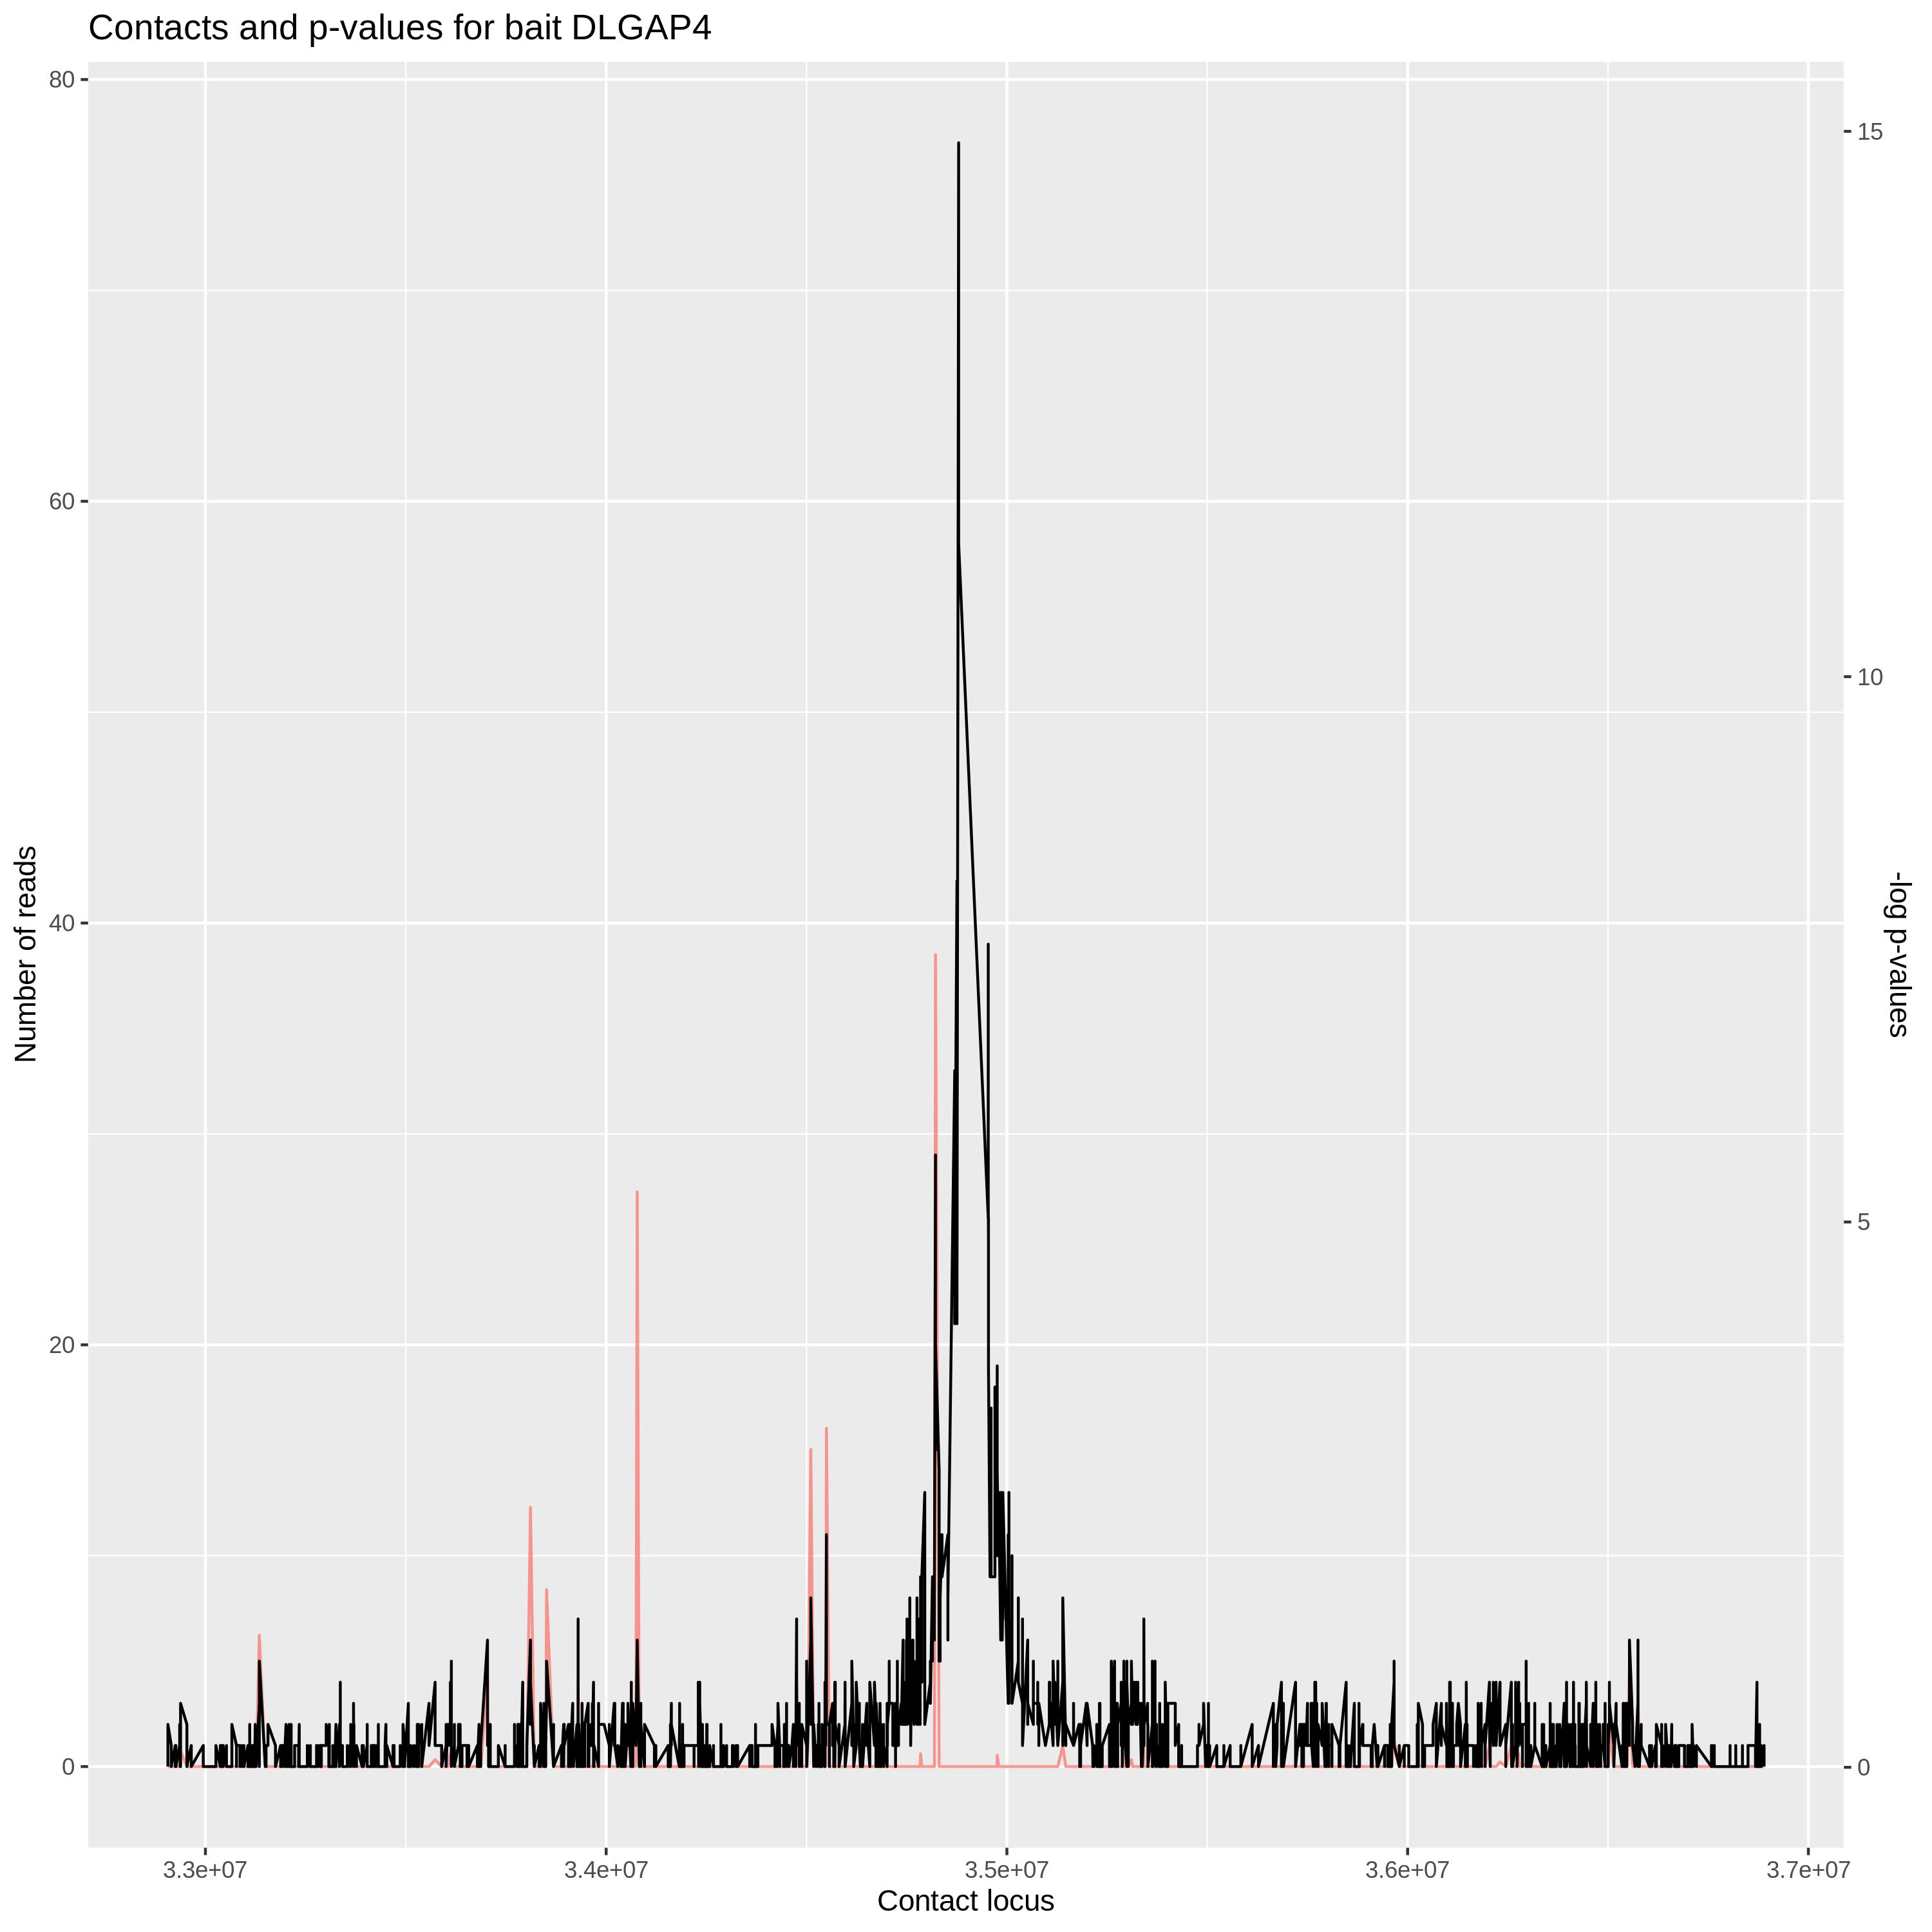 Contacts and p-values for bait DLGAP4
80
60
40
20
0
Number of reads
15
10
5
0
-log p-values
3.3e+07
3.4e+07
3.5e+07
3.6e+07
3.7e+07
Contact locus